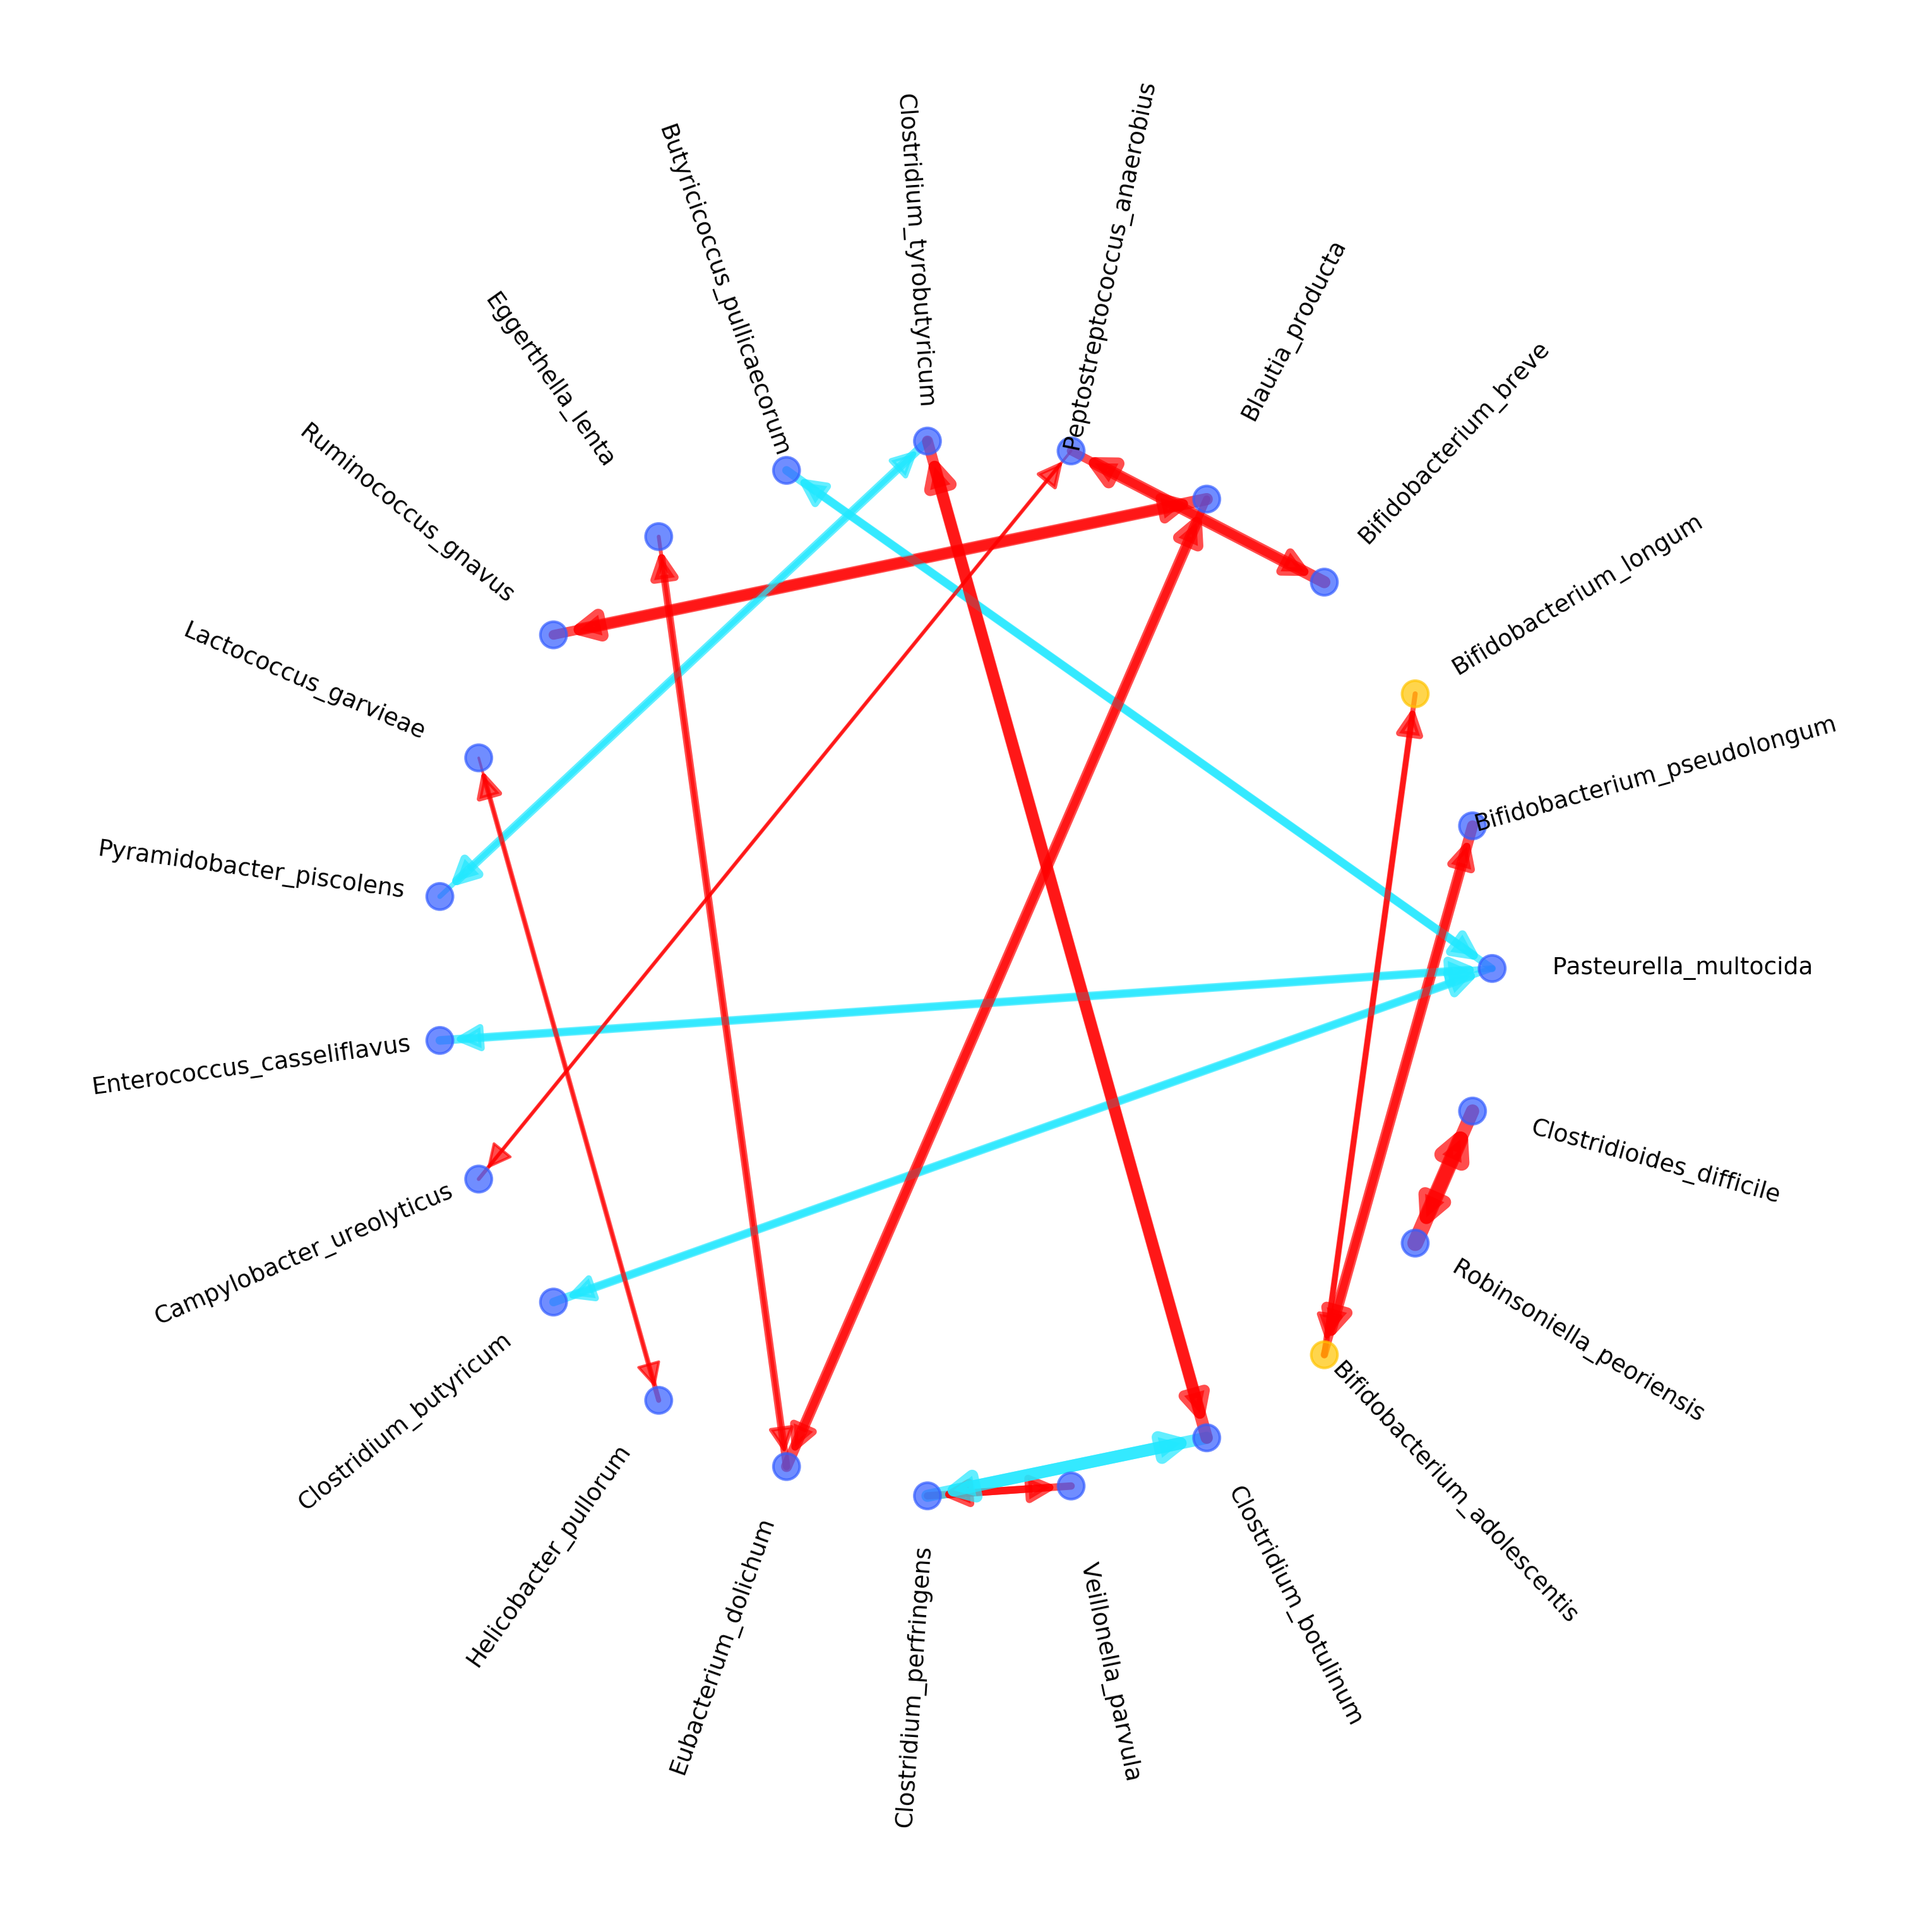 Clostridium_tyrobutyricum
Peptostreptococcus_anaerobius
Blautia_producta
Bifidobacterium_breve
Bifidobacterium_longum
Bifidobacterium_pseudolongum
Pasteurella_multocida
Clostridioides_difficile
Robinsoniella_peoriensis
Bifidobacterium_adolescentis
Clostridium_botulinum
Veillonella_parvula
Clostridium_perfringens
Eubacterium_dolichum
Helicobacter_pullorum
Clostridium_butyricum
Campylobacter_ureolyticus
Enterococcus_casseliflavus
Pyramidobacter_piscolens
Lactococcus_garvieae
Ruminococcus_gnavus
Eggerthella_lenta
Butyricicoccus_pullicaecorum